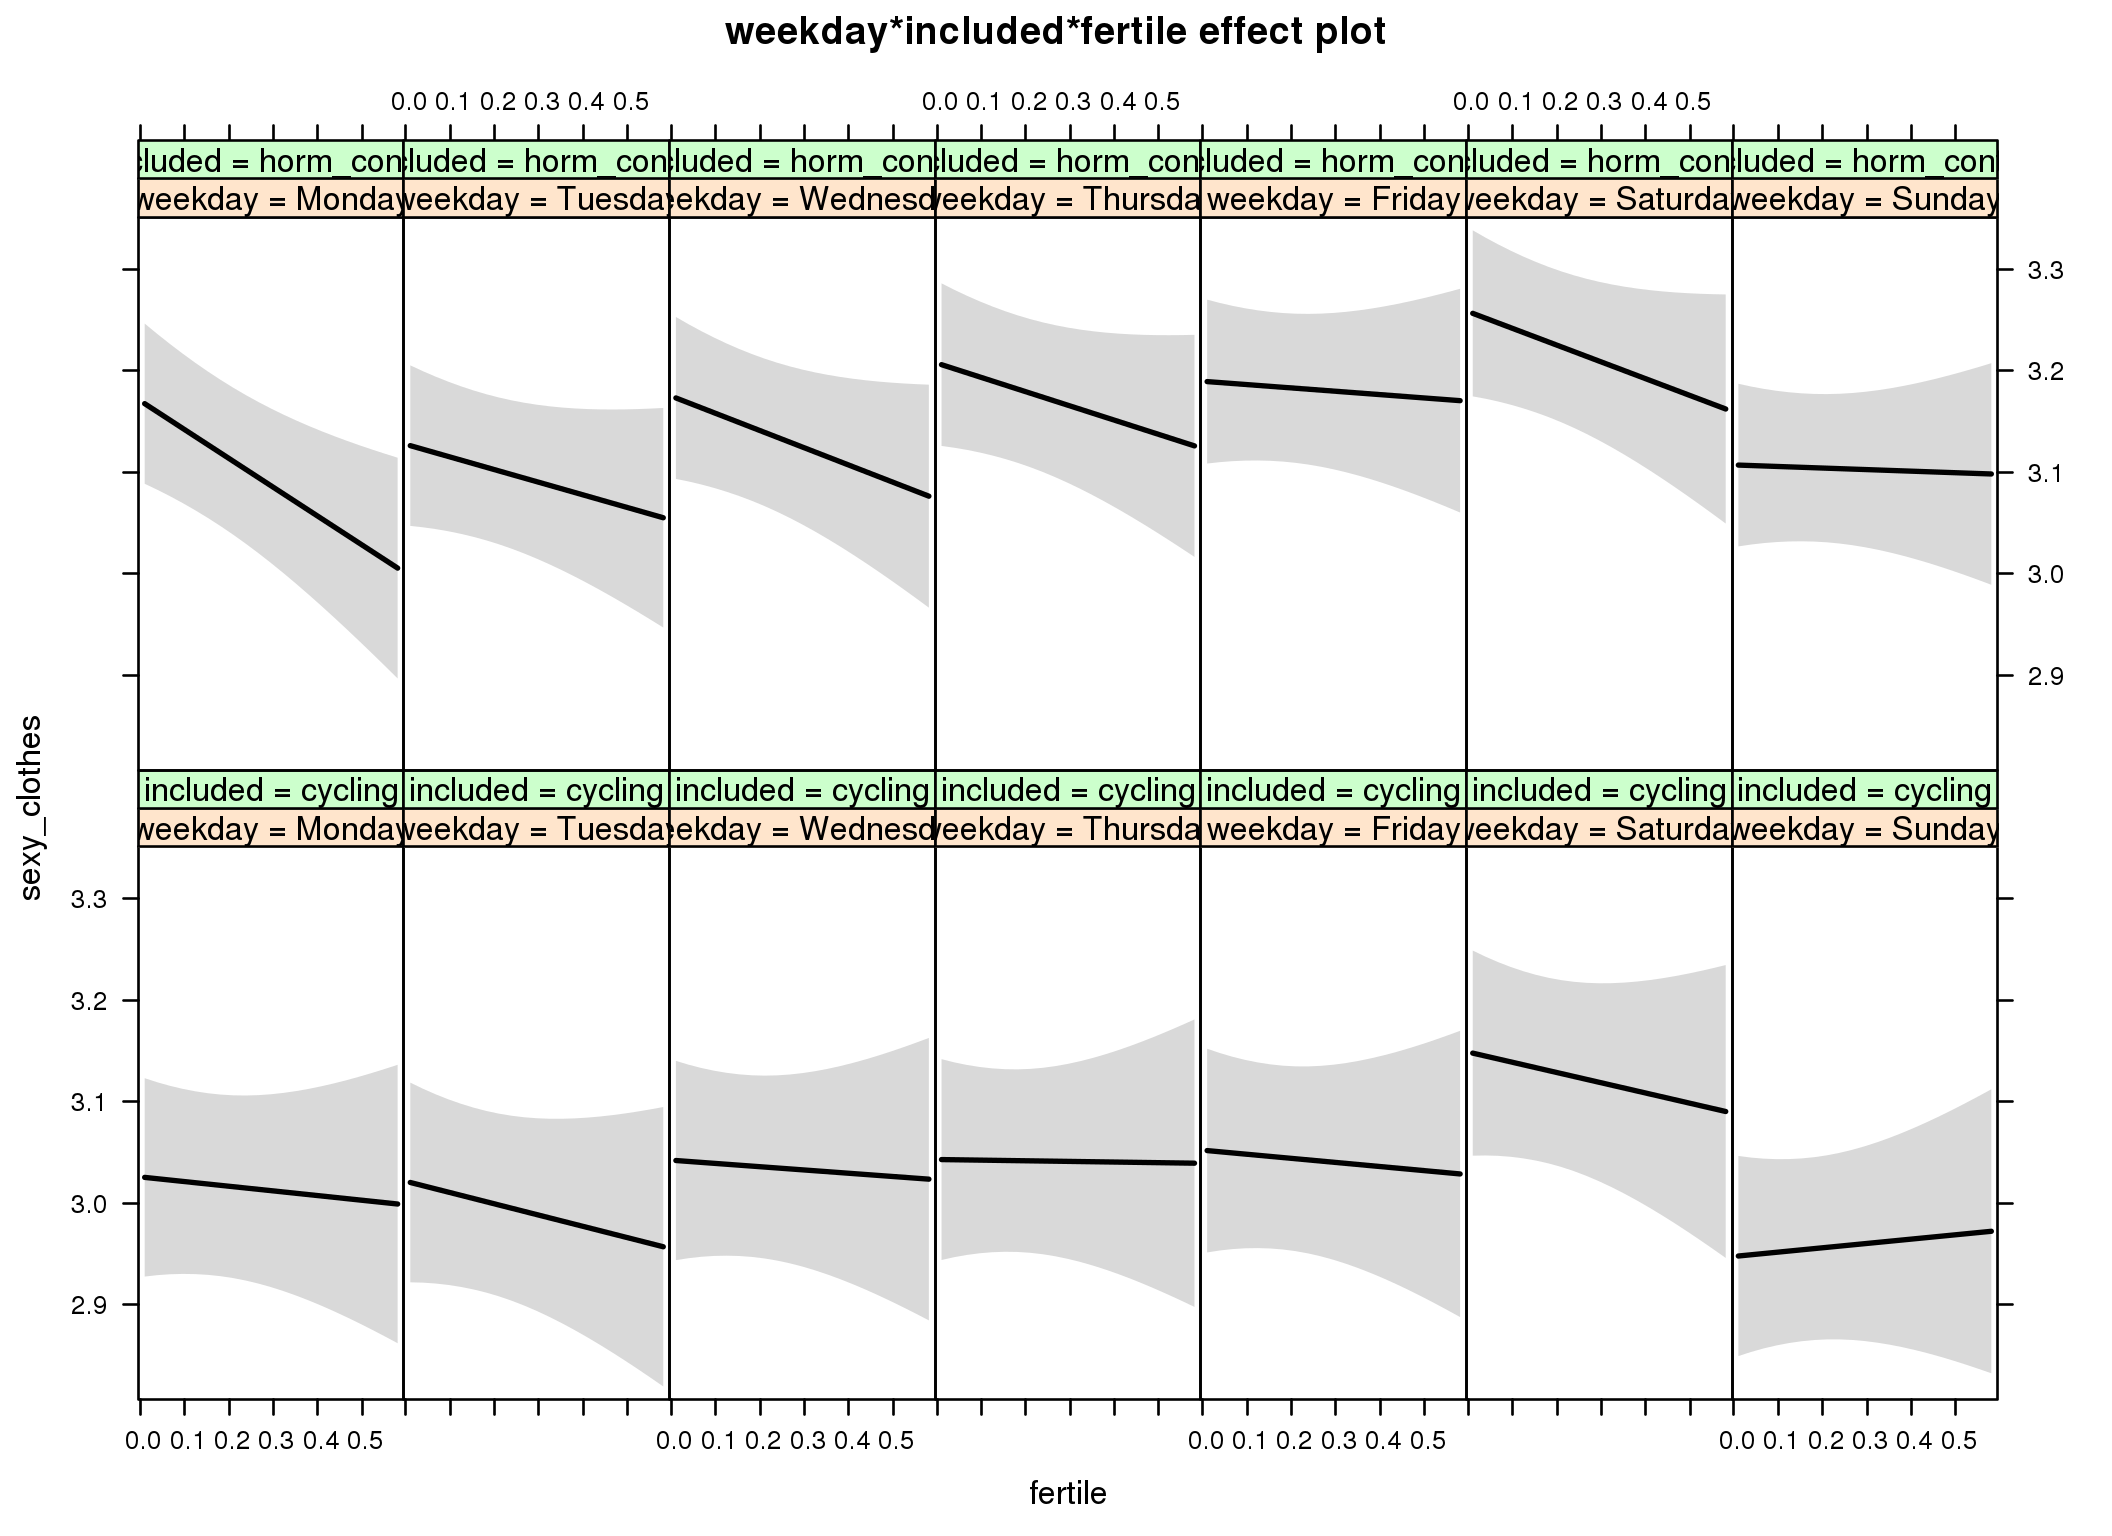 weekday*included*fertile effect plot
0.0 0.1 0.2 0.3 0.4 0.5 0.0 0.1 0.2 0.3 0.4 0.5 0.0 0.1 0.2 0.3 0.4 0.5
cluded = horm_con cluded = horm_con cluded = horm_con cluded = horm_con cluded = horm_con cluded = horm_con cluded = horm_con
weekday = Monday weekday = Tuesday eekday = Wednesd weekday = Thursda weekday = Friday weekday = Saturda weekday = Sunday
3.3
3.2
3.1
3.0
2.9
sexy_clothes
included = cycling included = cycling included = cycling included = cycling included = cycling included = cycling included = cycling
weekday = Monday weekday = Tuesday eekday = Wednesd weekday = Thursda weekday = Friday weekday = Saturda weekday = Sunday
3.3
3.2
3.1
3.0
2.9
0.0 0.1 0.2 0.3 0.4 0.5 0.0 0.1 0.2 0.3 0.4 0.5 0.0 0.1 0.2 0.3 0.4 0.5 0.0 0.1 0.2 0.3 0.4 0.5
fertile